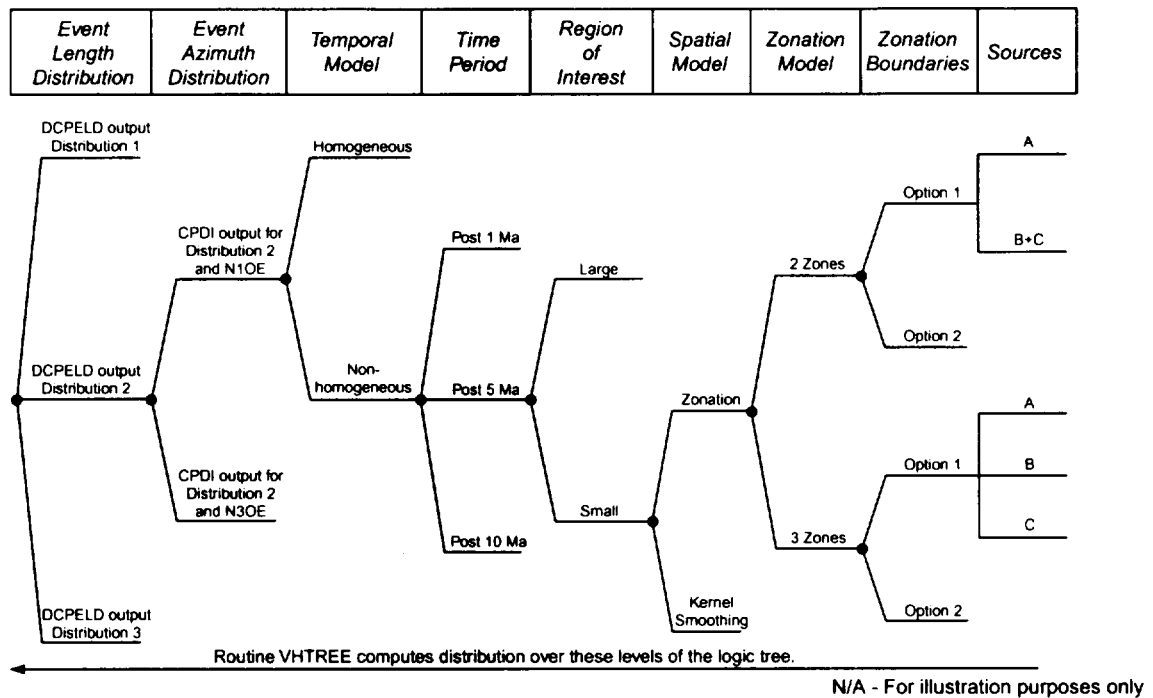 Event
Length
Distribution
Event
Azimuth
Distribution
Temporal
Model
Time
Period
Region
of
Interest
Spatial
Model
Zonation
Model
Zonation
Boundaries
Sources
DCPELD output
Distribution 1
DCPELD output
Distribution 2
DCPELD output
Distribution 3
CPDI output for
Distribution 2
and N1OE
CPDI output for
Distribution 2
and N3OE
Homogeneous
Non-
homogeneous
Post 1 Ma
Post 5 Ma
Post 10 Ma
Large
Small
Zonation
Kernel
Smoothing
2 Zones
3 Zones
Option 1
Option 2
Option 1
Option 2
A
B+C
A
B
C
Routine VHTREE computes distribution over these levels of the logic tree.
N/A - For illustration purposes only